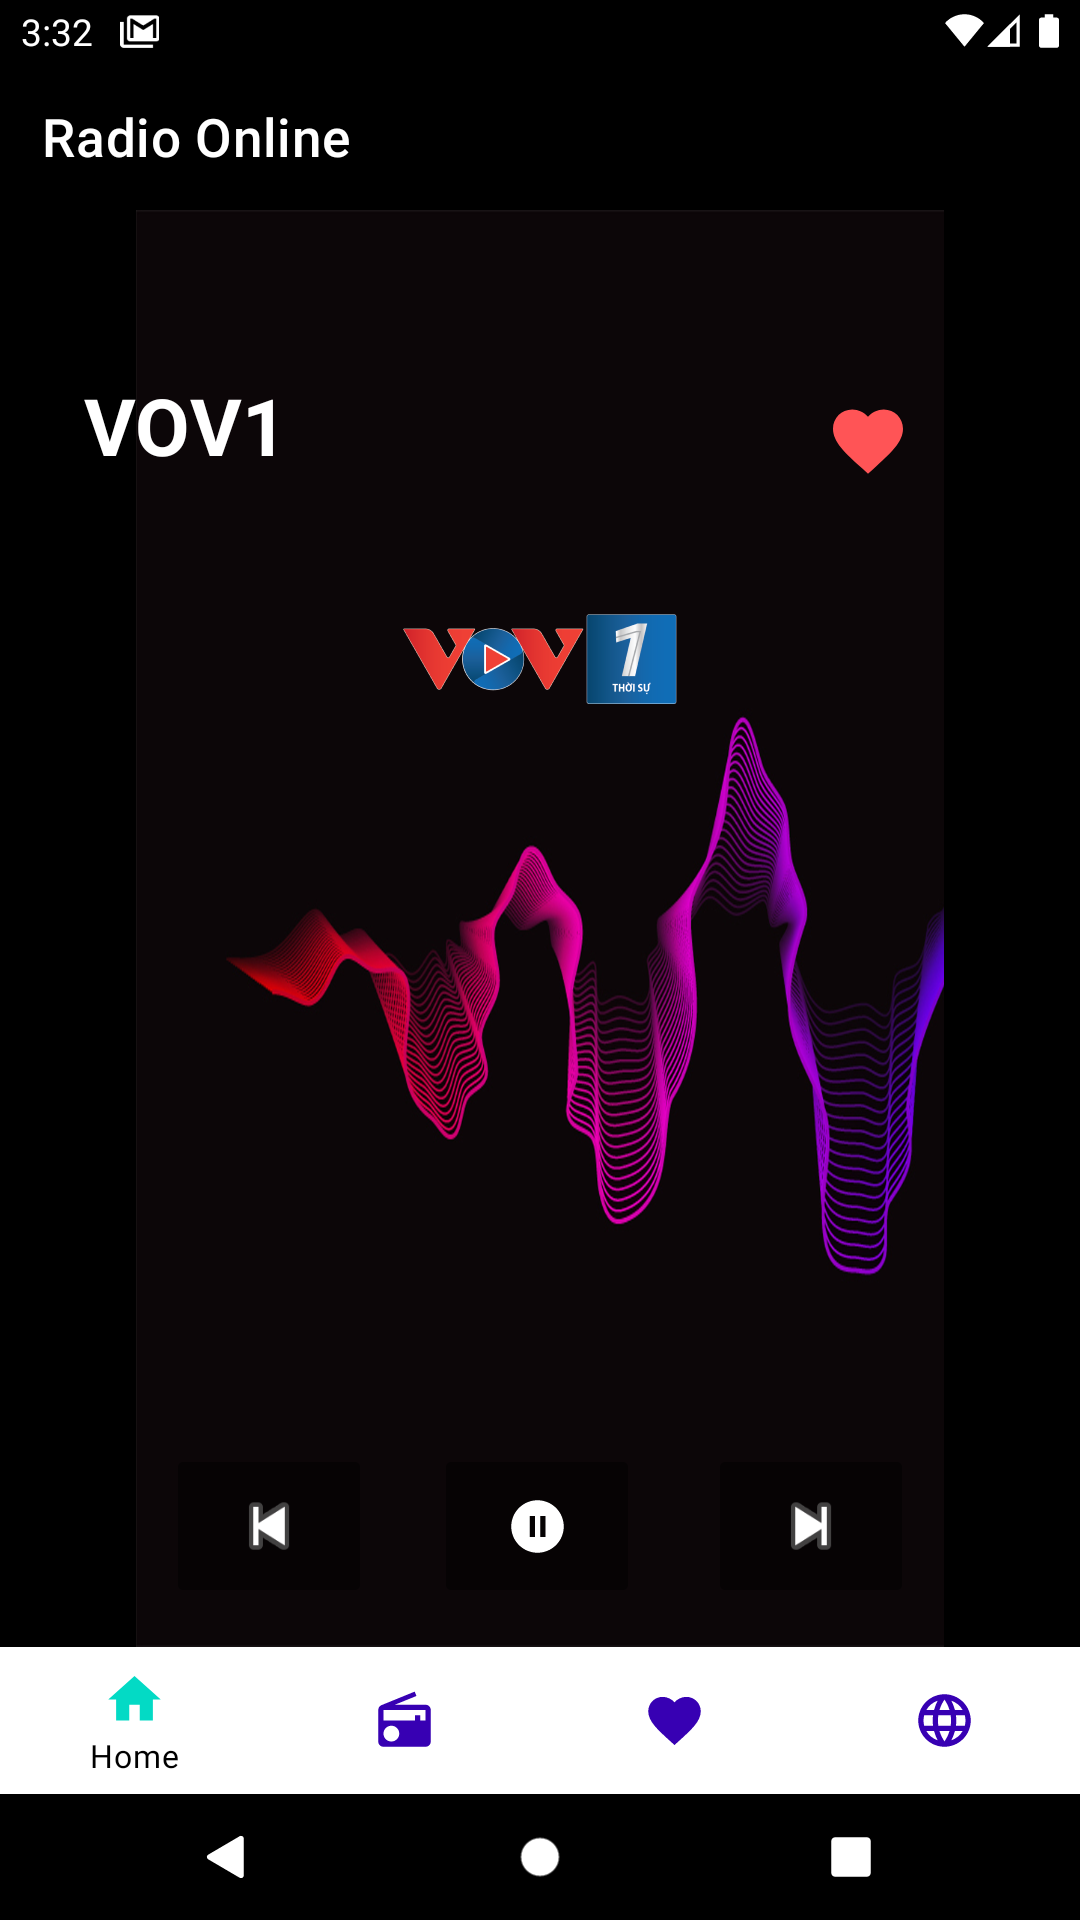 3:32
Radio Online
VOV1
VOV 1
THỜI SỰ
Home